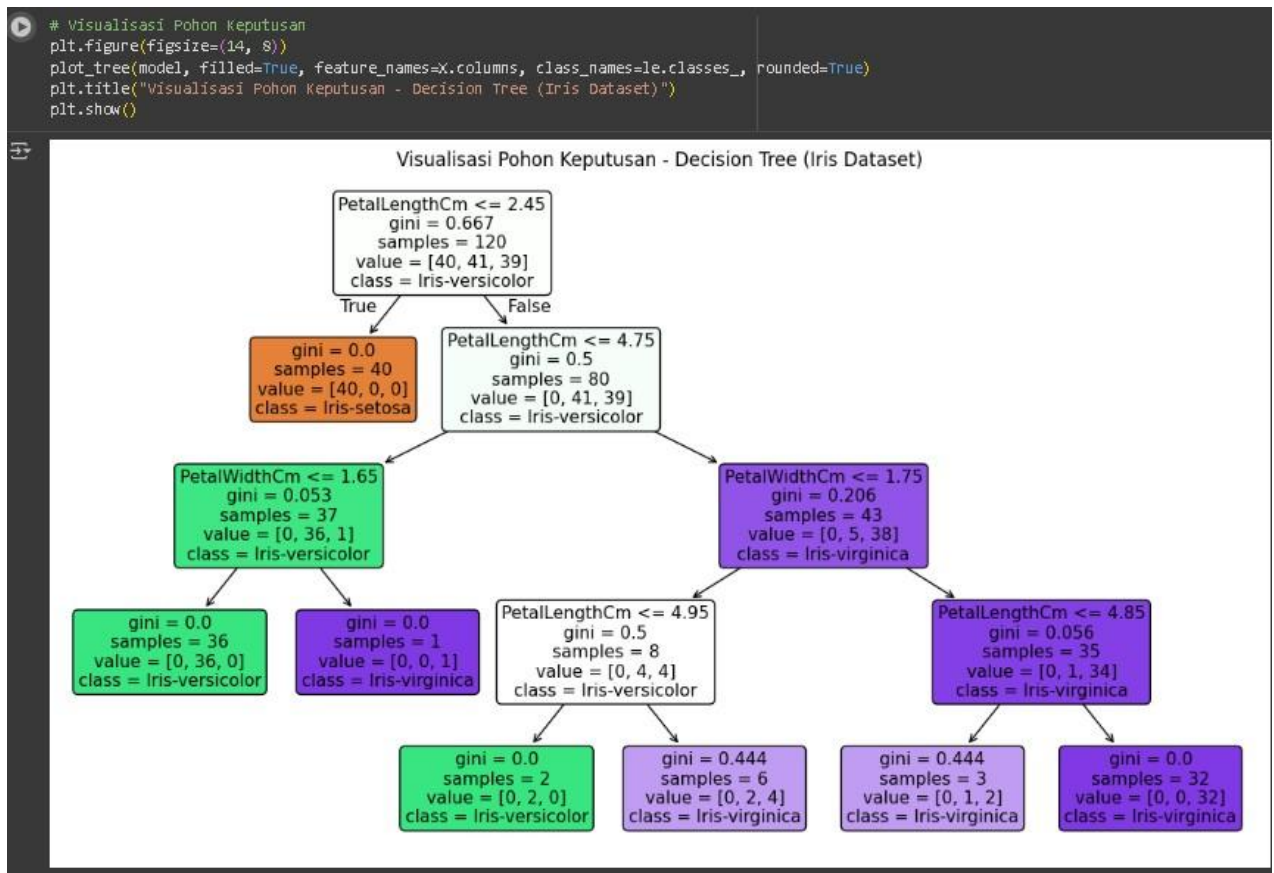 # Visualisasi Pohon Keputusan
plt.figure(figsize=(14, 8))
plot_tree(model, filled=True, feature_names=X.columns, class_names=le.classes_, rounded=True)
plt.title("Visualisasi Pohon Keputusan - Decision Tree (Iris Dataset)")
plt.show()
Visualisasi Pohon Keputusan - Decision Tree (Iris Dataset)
PetalLengthCm <= 2.45
gini = 0.667
samples = 120
value = [40, 41, 39]
class = Iris-versicolor
True
False
gini = 0.0
samples = 40
value = [40, 0, 0]
class = Iris-setosa
PetalLengthCm <= 4.75
gini = 0.5
samples = 80
value = [0, 41, 39]
class = Iris-versicolor
PetalWidthCm <= 1.65
gini = 0.053
samples = 37
value = [0, 36, 1]
class = Iris-versicolor
PetalWidthCm <= 1.75
gini = 0.206
samples = 43
value = [0, 5, 38]
class = Iris-virginica
gini = 0.0
samples = 36
value = [0, 36, 0]
class = Iris-versicolor
gini = 0.0
samples = 1
value = [0, 0, 1]
class = Iris-virginica
PetalLengthCm <= 4.95
gini = 0.5
samples = 8
value = [0, 4, 4]
class = Iris-versicolor
PetalLengthCm <= 4.85
gini = 0.056
samples = 35
value = [0, 1, 34]
class = Iris-virginica
gini = 0.0
samples = 2
value = [0, 2, 0]
class = Iris-versicolor
gini = 0.444
samples = 6
value = [0, 2, 4]
class = Iris-virginica
gini = 0.444
samples = 3
value = [0, 1, 2]
class = Iris-virginica
gini = 0.0
samples = 32
value = [0, 0, 32]
class = Iris-virginica